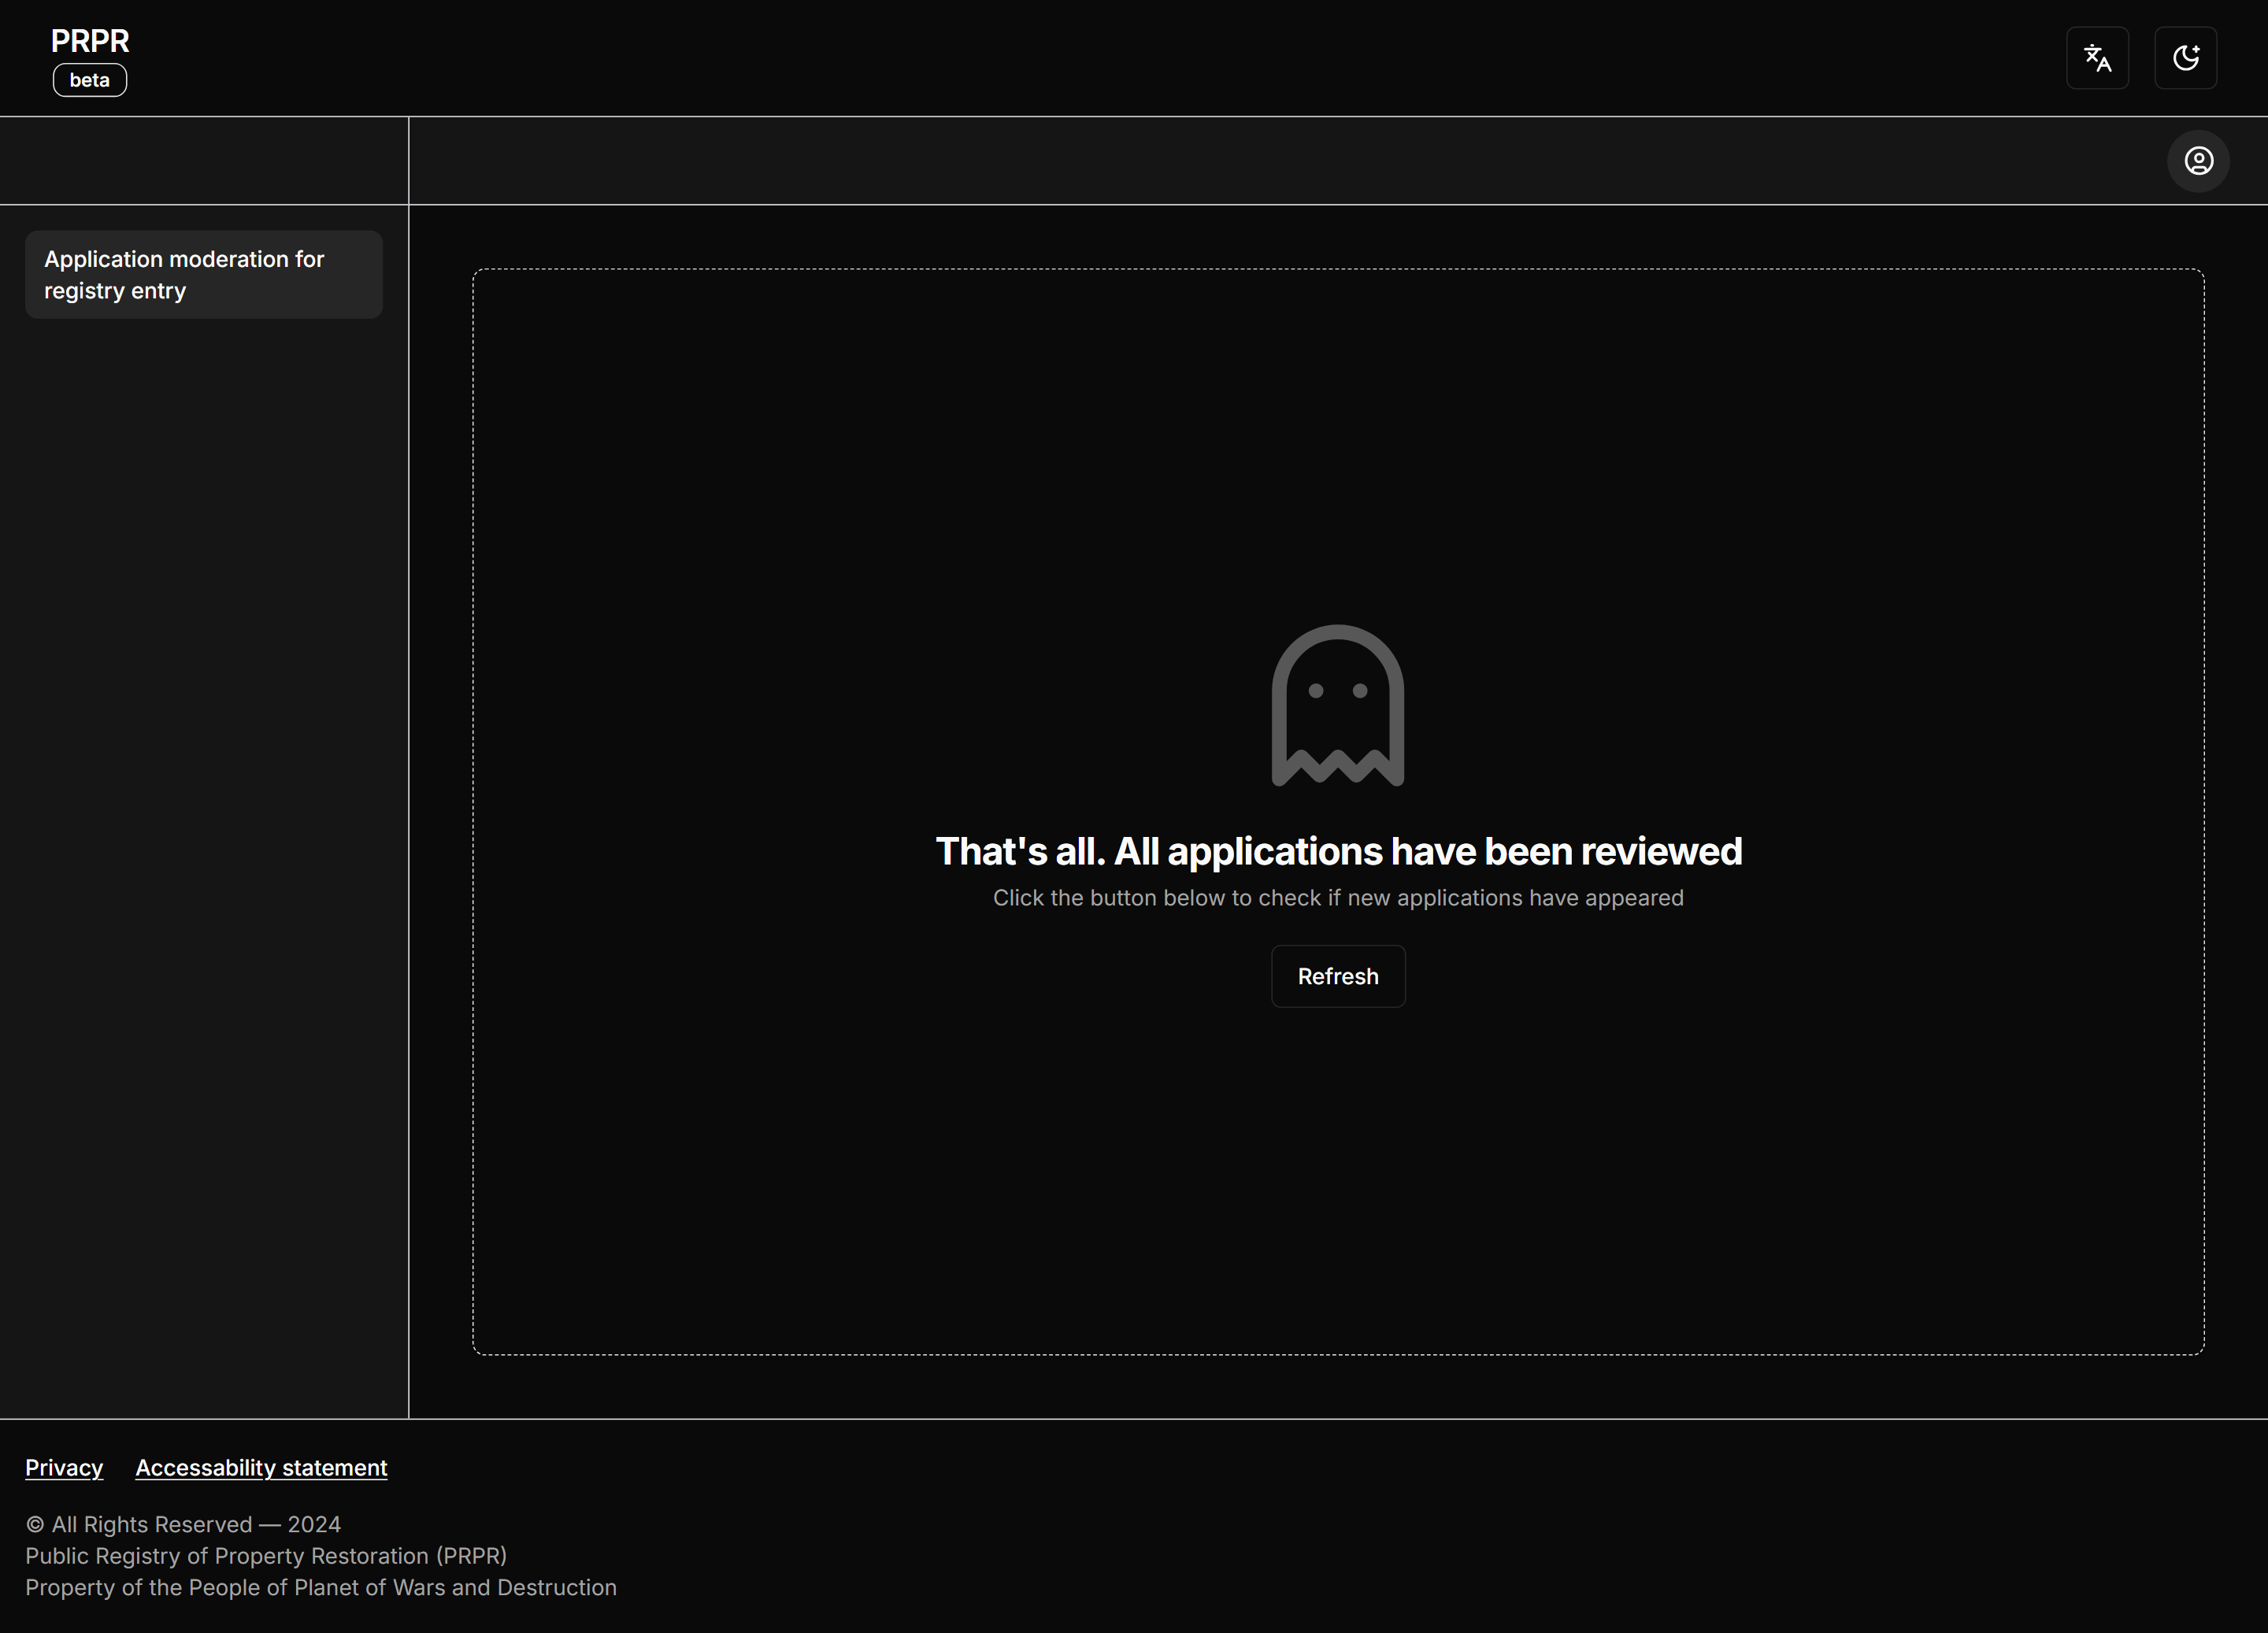 PRPR
beta
Application moderation for
registry entry
That's all. All applications have been reviewed
Click the button below to check if new applications have appeared
Refresh
Privacy Accessability statement
© All Rights Reserved — 2024
Public Registry of Property Restoration (PRPR)
Property of the People of Planet of Wars and Destruction